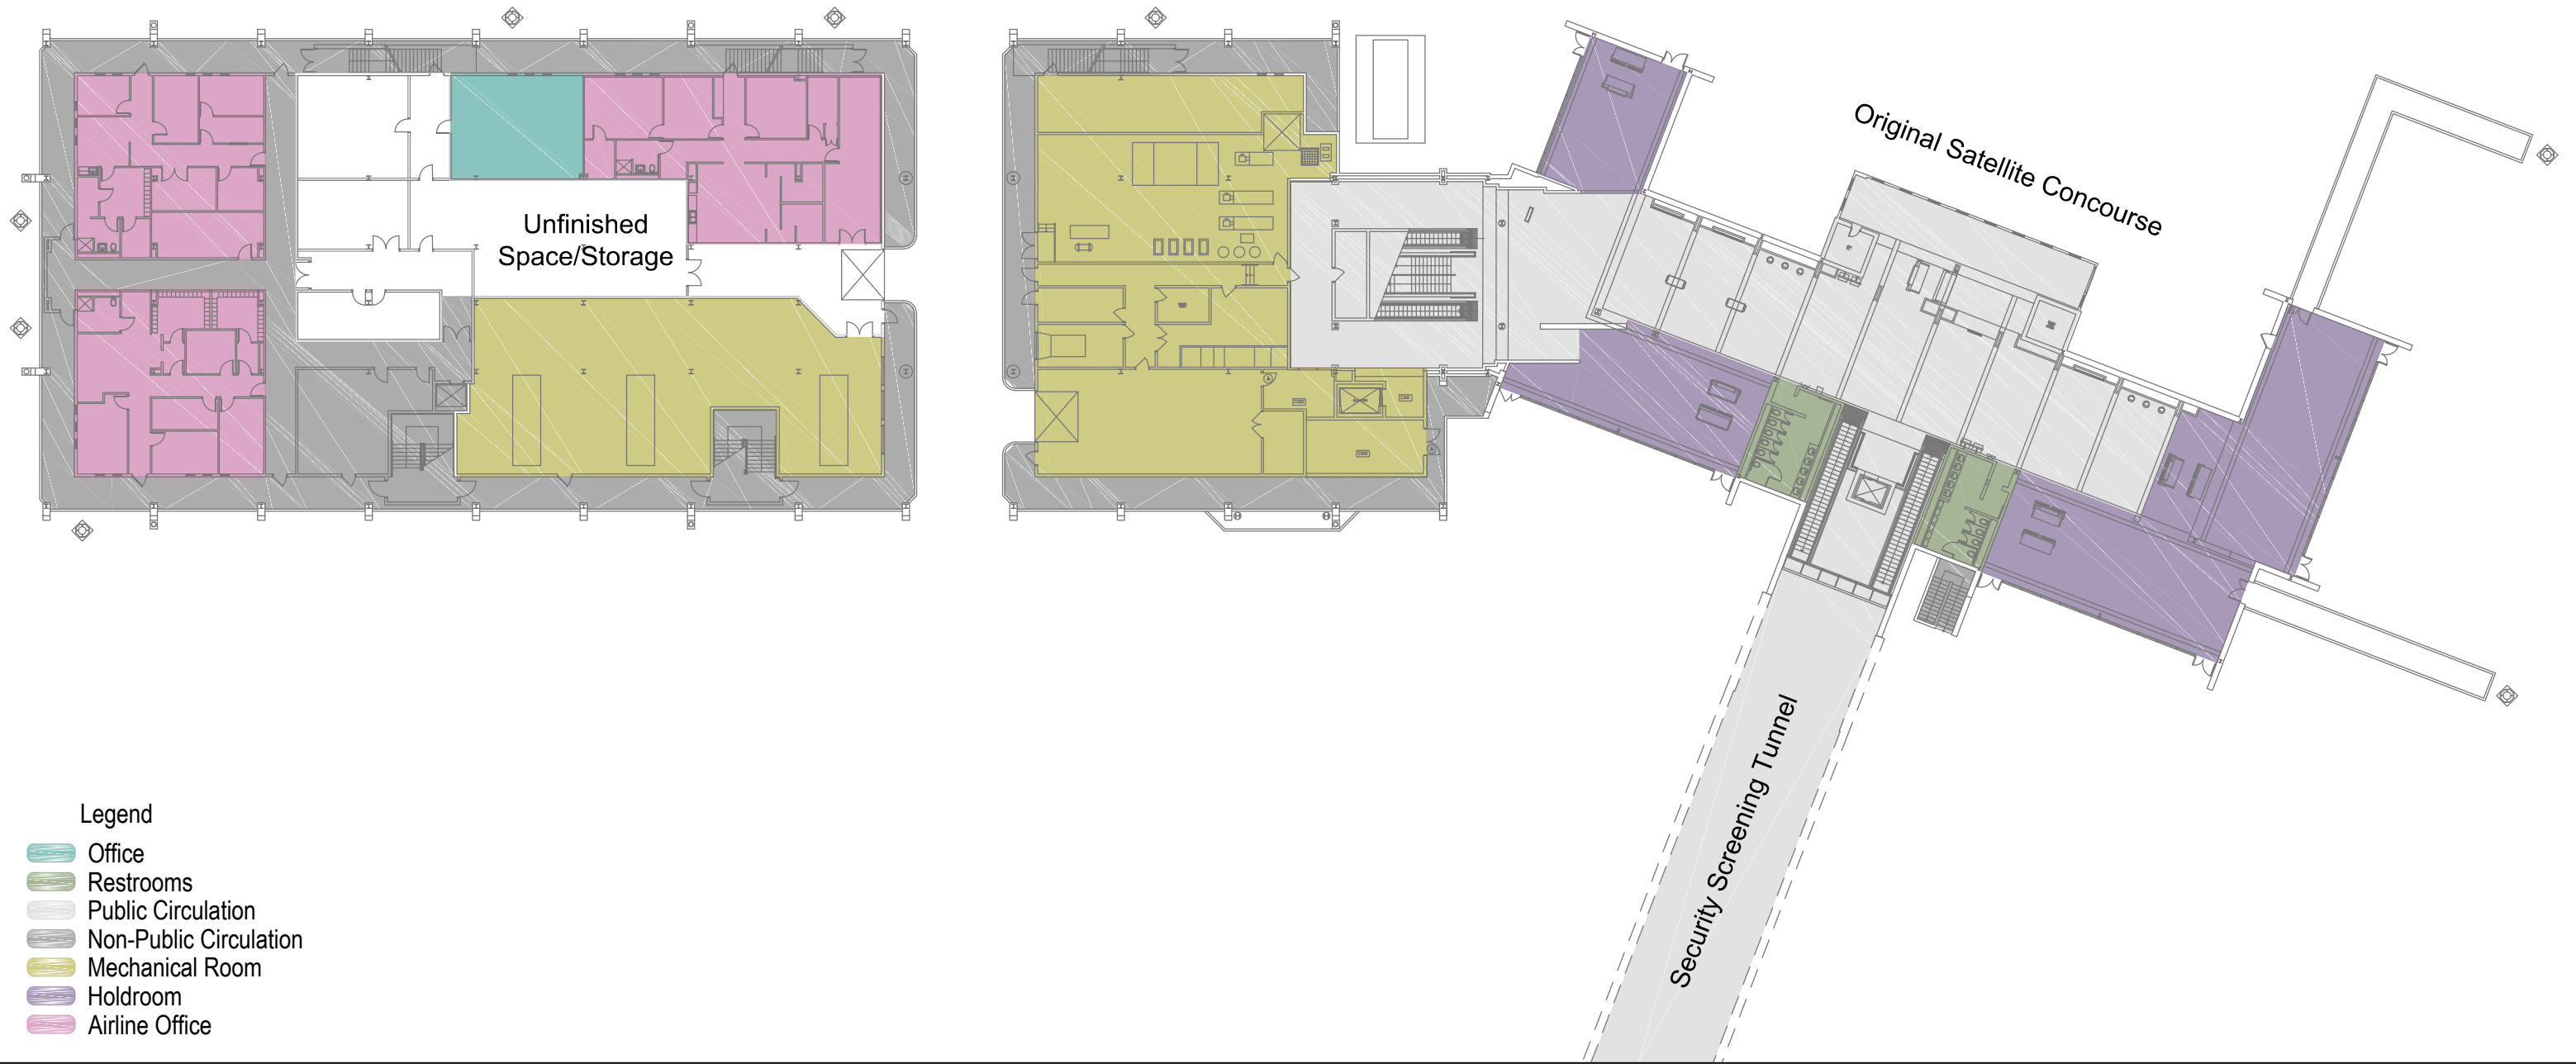 Original Satellite Concourse
Unfinished
Space/Storage
Security Screening Tunnel
Legend
Office
Restrooms
Public Circulation
Non-Public Circulation
Mechanical Room
Holdroom
Airline Office